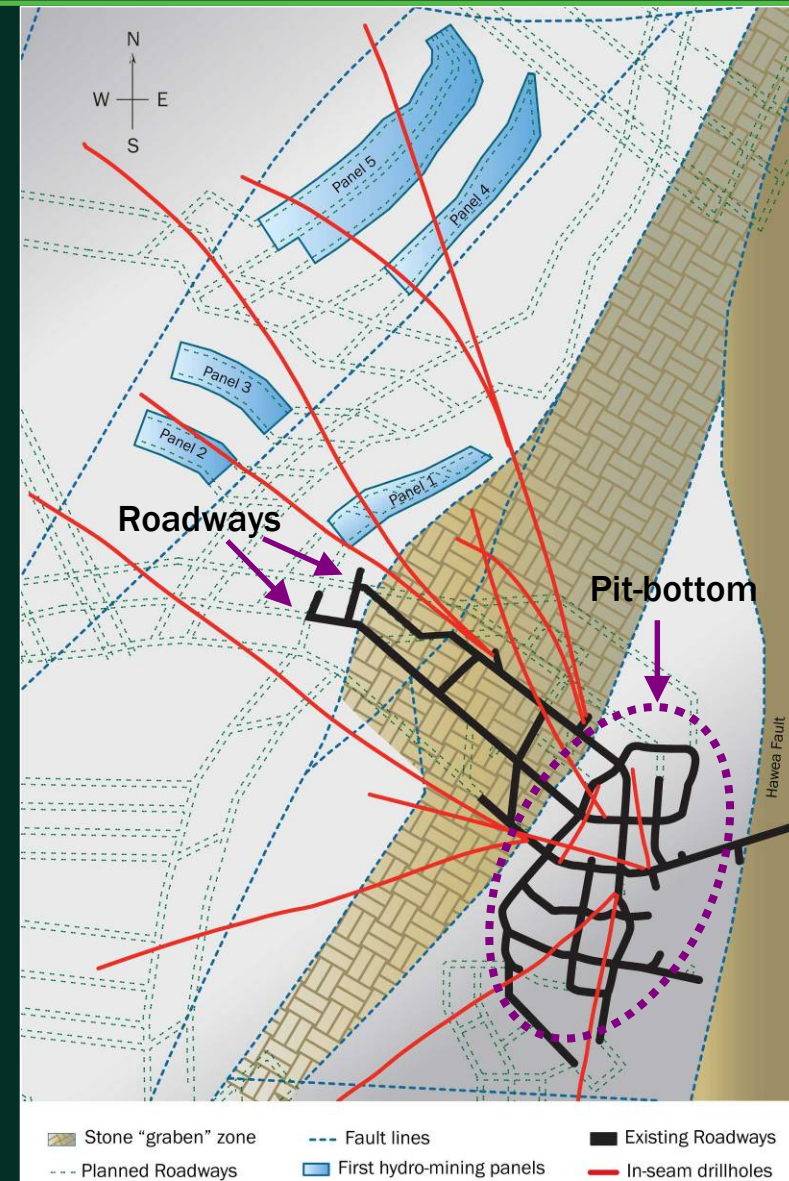 N
W E
S
Panel 5
Panel 4
Panel 3
Panel 2
Panel 1
Roadways
Pit-bottom
Hawea Fault
Stone "graben" zone
Fault lines
Existing Roadways
Planned Roadways
First hydro-mining panels
In-seam drillholes